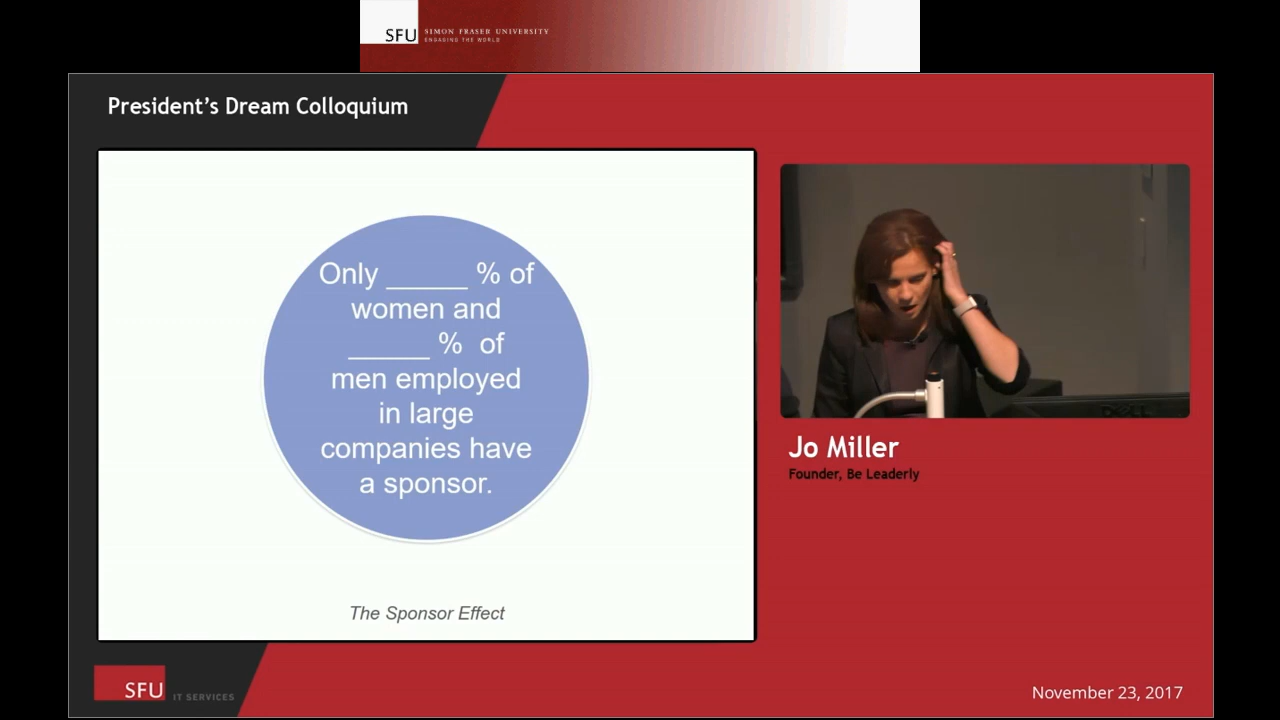 SFU SIMON FRASER UNIVERSITY
ENGAGING THE WORLD
President's Dream Colloquium
Only _____ % of
women and
_____ % of
men employed
in large
companies have
a sponsor.
The Sponsor Effect
Jo Miller
Founder, Be Leaderly
SFU IT SERVICES
November 23, 2017